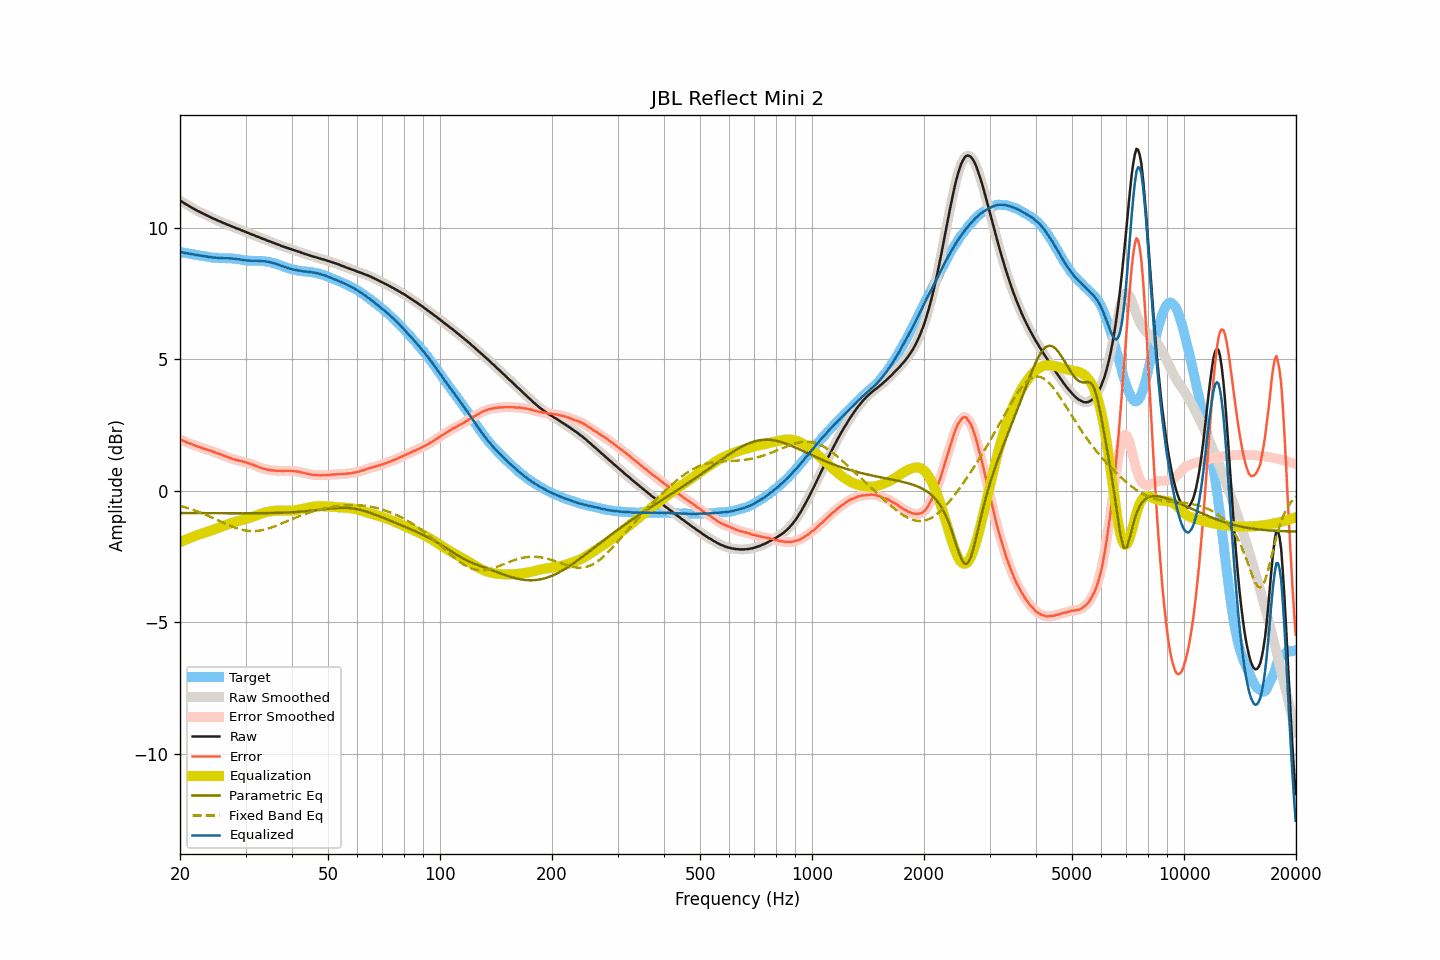 JBL Reflect Mini 2
Amplitude (dBr)
10
5
0
−5
−10
Target
Raw Smoothed
Error Smoothed
Raw
Error
Equalization
Parametric Eq
Fixed Band Eq
Equalized
20 50 100 200 500 1000 2000 5000 10000 20000
Frequency (Hz)